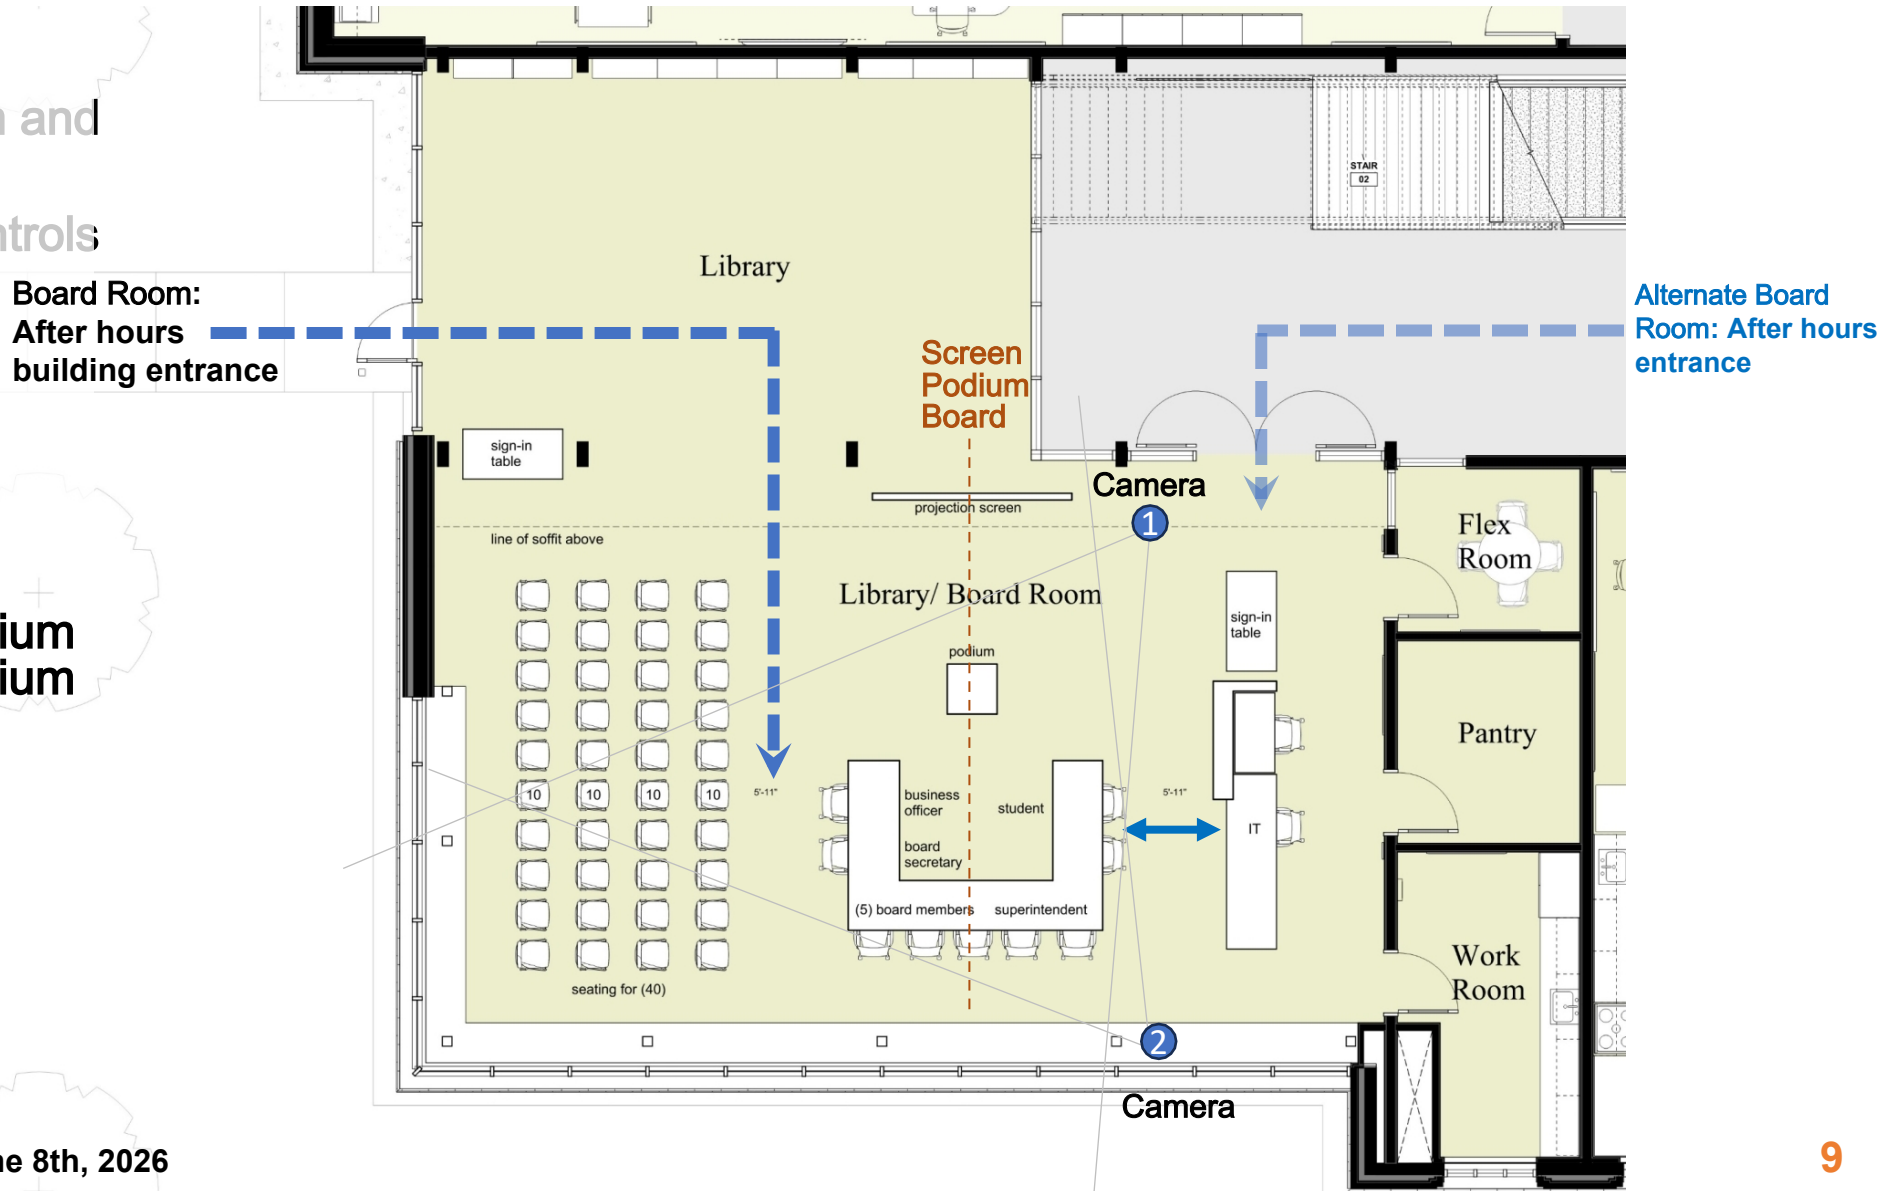 and
ntrols
Board Room:
After hours
building entrance
ium
ium
STAIR
02
Library
Alternate Board
Room: After hours
entrance
Screen
Podium
Board
sign-in
table
Camera
1
projection screen
line of soffit above
Flex
Room
Library/ Board Room
sign-in
table
podium
Pantry
10
10
10
10
5'-11"
business
officer
student
5'-11"
IT
board
secretary
(5) board members
superintendent
Work
Room
seating for (40)
2
Camera
ne 8th, 2026
9